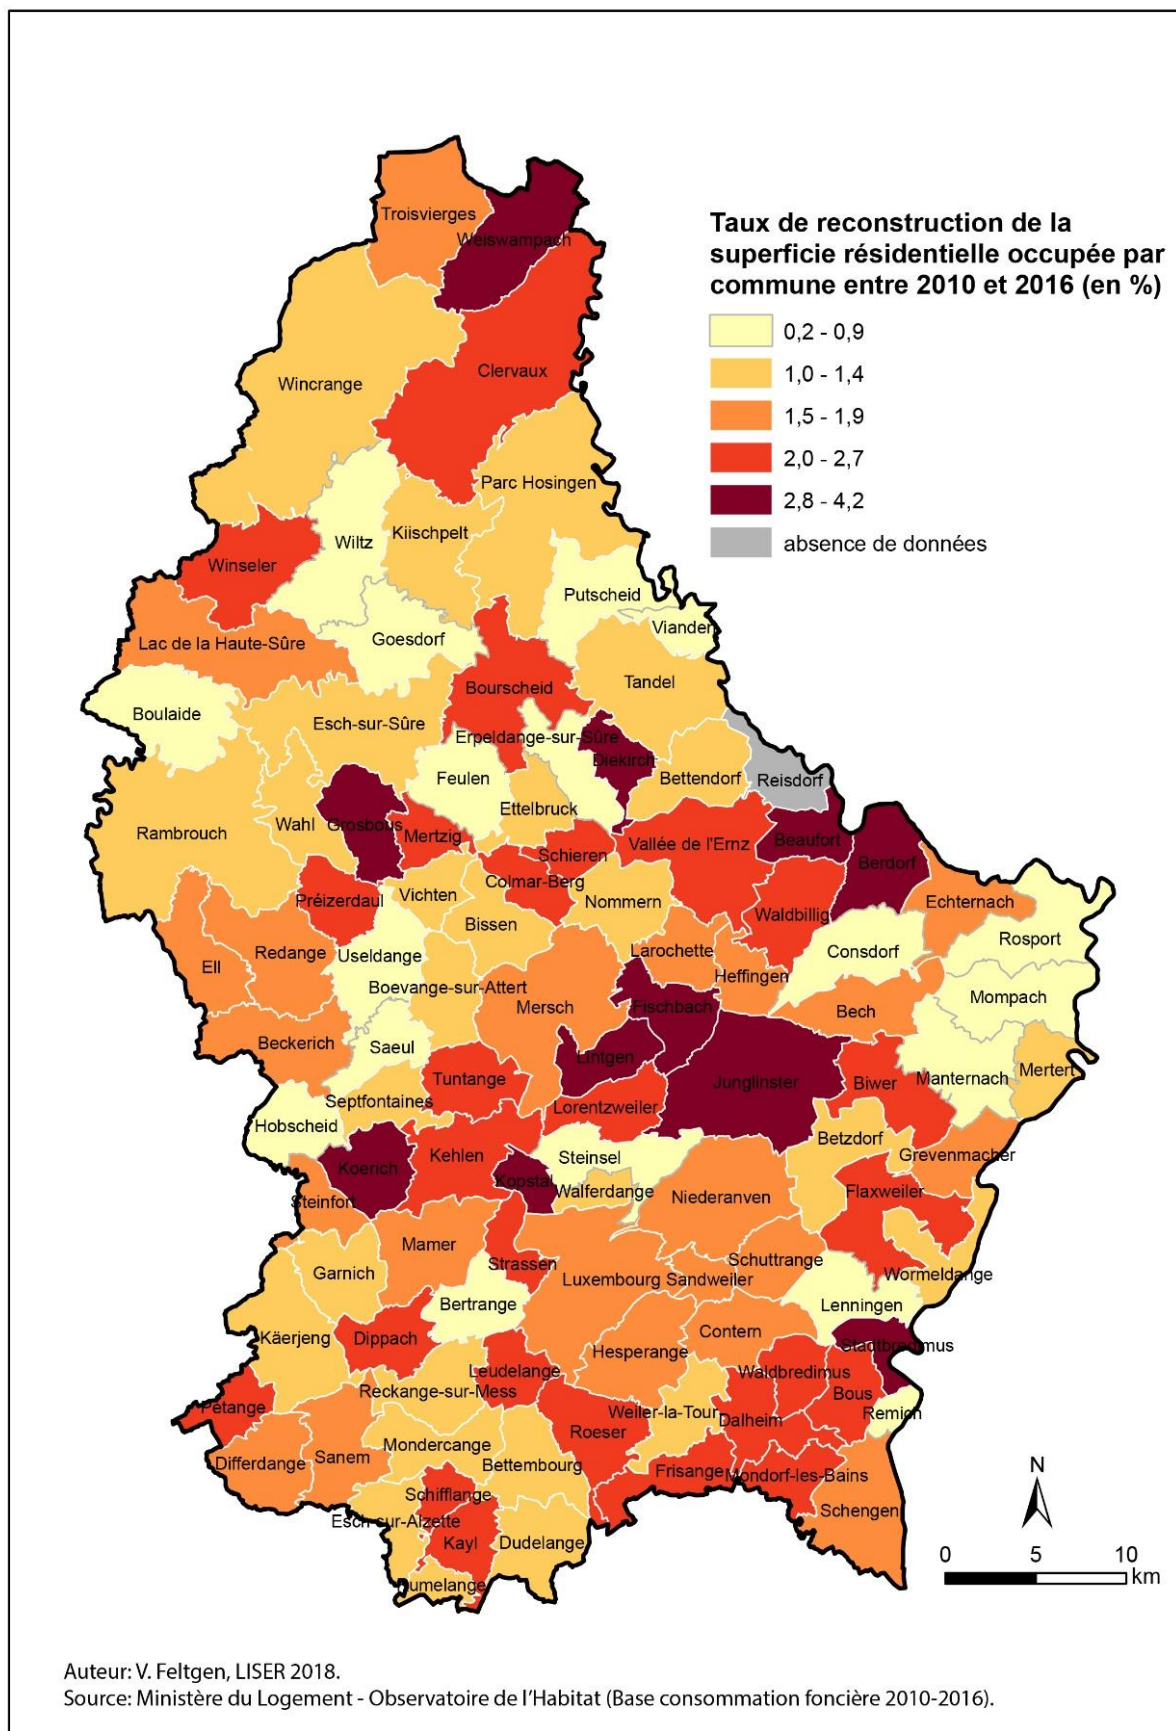 Taux de reconstruction de la
superficie résidentielle occupée par
commune entre 2010 et 2016 (en %)
0,2 - 0,9
1,0 - 1,4
1,5 - 1,9
2,0 - 2,7
2,8 - 4,2
absence de données
Troisvierges
Weiswampach
Clervaux
Wincrange
Parc Hosingen
Kiischpelt
Wiltz
Winseler
Putscheid
Vianden
Goesdorf
Lac de la Haute-Sûre
Bourscheid
Tandel
Boulaide
Esch-sur-Sûre
Erpeldange-sur-Sûre
Diekirch
Feulen
Bettendorf
Reisdorf
Ettelbruck
Rambrouch
Wahl
Grosbous
Mertzig
Schieren
Vallée de l'Ernz
Beaufort
Berdorf
Colmar-Berg
Préizerdaul
Vichten
Nommern
Waldbillig
Echternach
Bissen
Rosport
Redange
Useldange
Larochette
Consdorf
Ell
Boevange-sur-Attert
Heffingen
Mompach
Mersch
Fischbach
Bech
Beckerich
Saeul
Lintgen
Mertert
Tuntange
Junglinster
Biwer
Manternach
Septfontaines
Lorentzweiler
Hobscheid
Betzdorf
Kehlen
Steinsel
Grevenmacher
Koerich
Kopstal
Walferdange
Niederanven
Flaxweiler
Steinfort
Mamer
Strassen
Schuttrange
Garnich
Luxembourg
Sandweiler
Wormeldange
Bertrange
Lenningen
Käerjeng
Dippach
Contern
Stadtbredimus
Hesperange
Leudelange
Waldbredimus
Reckange-sur-Mess
Bous
Pétange
Weiler-la-Tour
Dalheim
Remich
Roeser
Mondercange
Sanem
Differdange
Bettembourg
Frisange
Mondorf-les-Bains
Schifflange
Schengen
Esch-sur-Alzette
Kayl
Dudelange
Rumelange
N
0 5 10
km
Auteur: V. Feltgen, LISER 2018.
Source: Ministère du Logement - Observatoire de l'Habitat (Base consommation foncière 2010-2016).